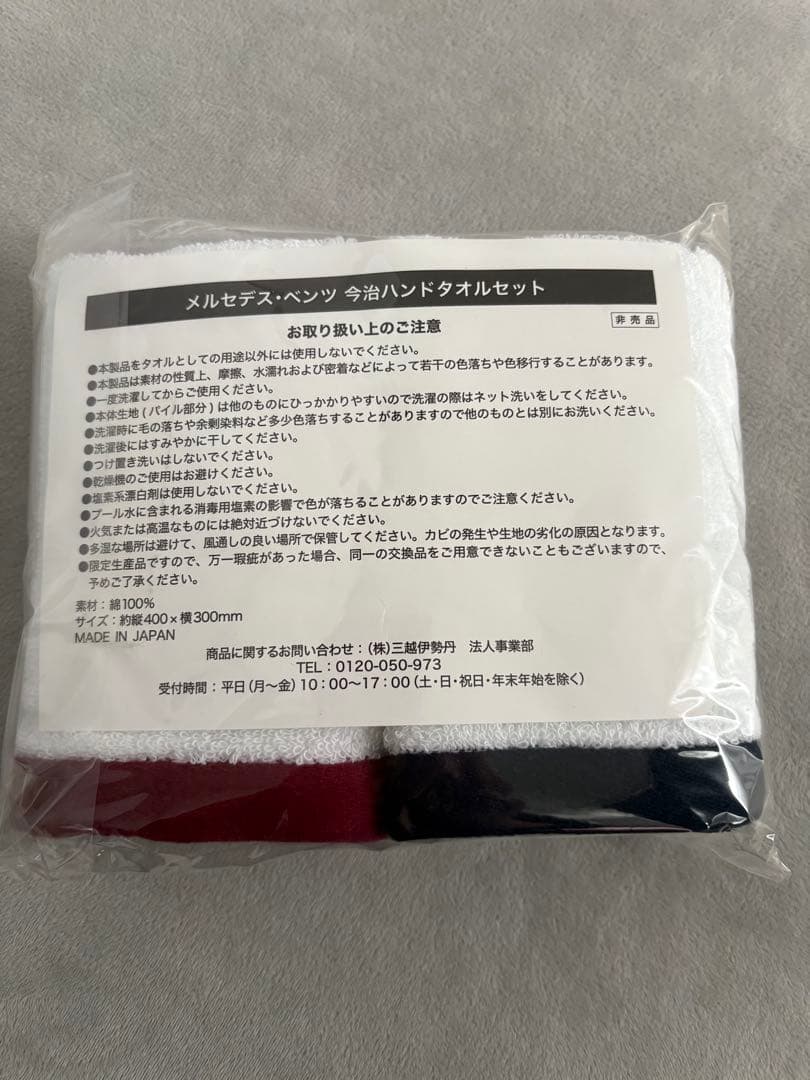 メルセデス・ベンツ 今治ハンドタオルセット
お取り扱い上のご注意
非売品
●本製品をタオルとしての用途以外には使用しないでください。
●本製品は素材の性質上、摩擦、水濡れおよび密着などによって若干の色落ちや色移行することがあります。
●一度洗濯してからご使用ください。
●本体生地(パイル部分)は他のものにひっかかりやすいので洗濯の際はネット洗いをしてください。
●洗濯時に毛の落ちや余剰染料など多少色落ちすることがありますので他のものとは別にお洗いください。
●洗濯後にはすみやかに干してください。
●つけ置き洗いはしないでください。
●乾燥機のご使用はお避けください。
●塩素系漂白剤は使用しないでください。
●プール水に含まれる消毒用塩素の影響で色が落ちることがありますのでご注意ください。
●火気または高温なものには絶対近づけないでください。
●多湿な場所は避けて、風通しの良い場所で保管してください。カビの発生や生地の劣化の原因となります。
●限定生産品ですので、万一瑕疵があった場合、同一の交換品をご用意できないこともございますので、
予めご了承ください。
素材：綿100%
サイズ：約縦400×横300mm
MADE IN JAPAN
商品に関するお問い合わせ：(株)三越伊勢丹 法人事業部
TEL：0120-050-973
受付時間：平日(月〜金)10：00〜17：00(土・日・祝日・年末年始を除く)